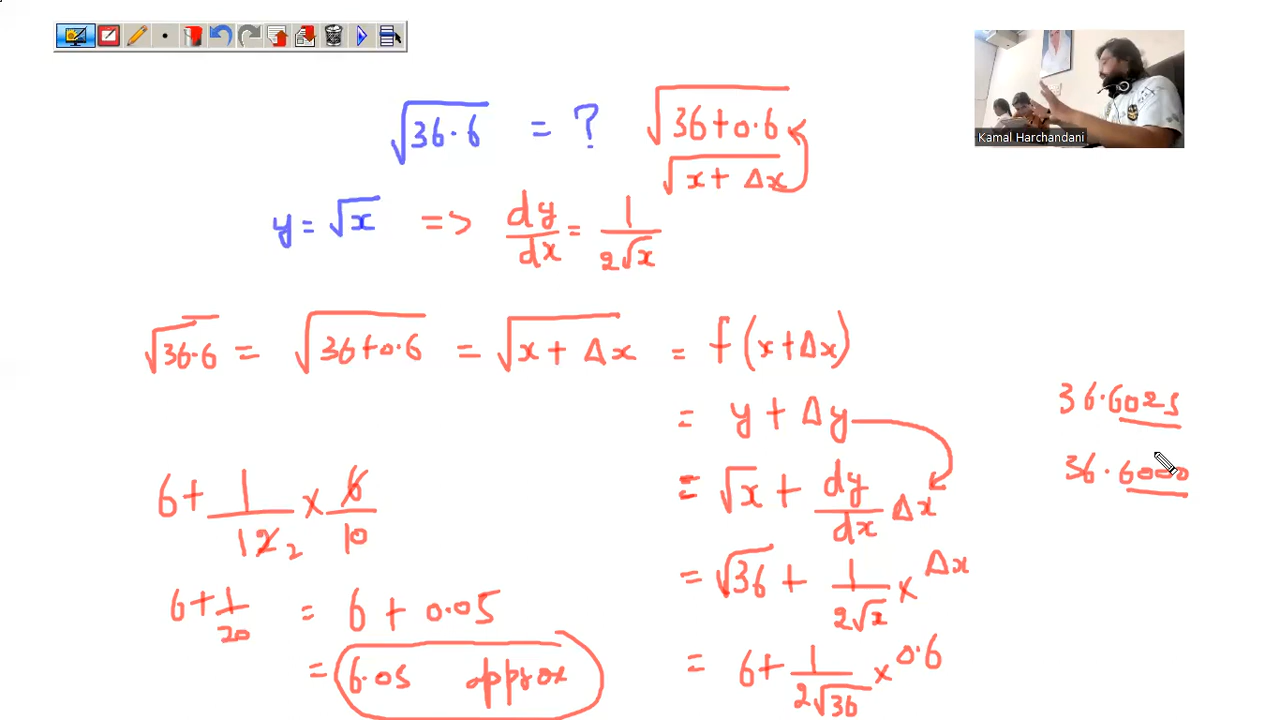 √36.6 = ? √36+0.6
√x + Δx
y = √x => dy/dx = 1/2√x
√36.6 = √36+0.6 = √x + Δx = f(x+Δx)
= y + Δy
= √x + dy/dx Δx
= √36 + 1/2√x × Δx
= 6 + 1/2√36 × 0.6
6 + 1/12 2 × 6/10
6 + 1/20 = 6 + 0.05
= 6.05 approx
36.6025
36.6000
Kamal Harchandani